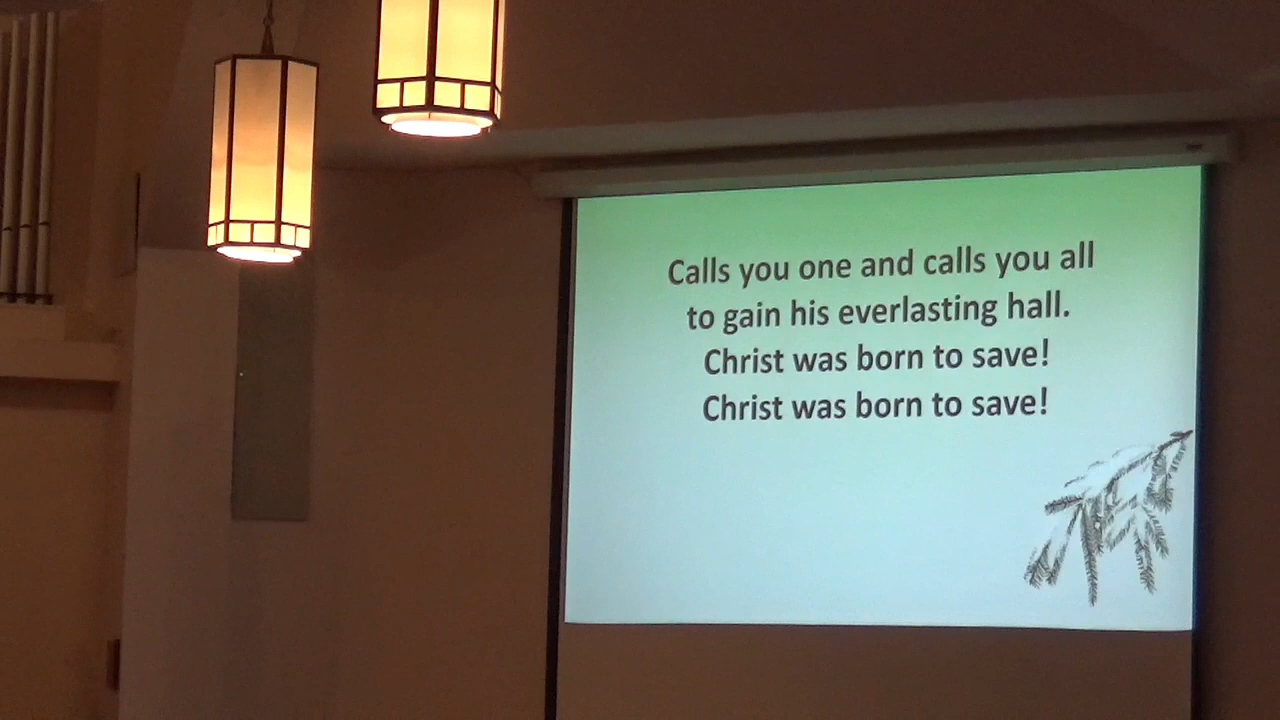 Calls you one and calls you all
to gain his everlasting hall.
Christ was born to save!
Christ was born to save!